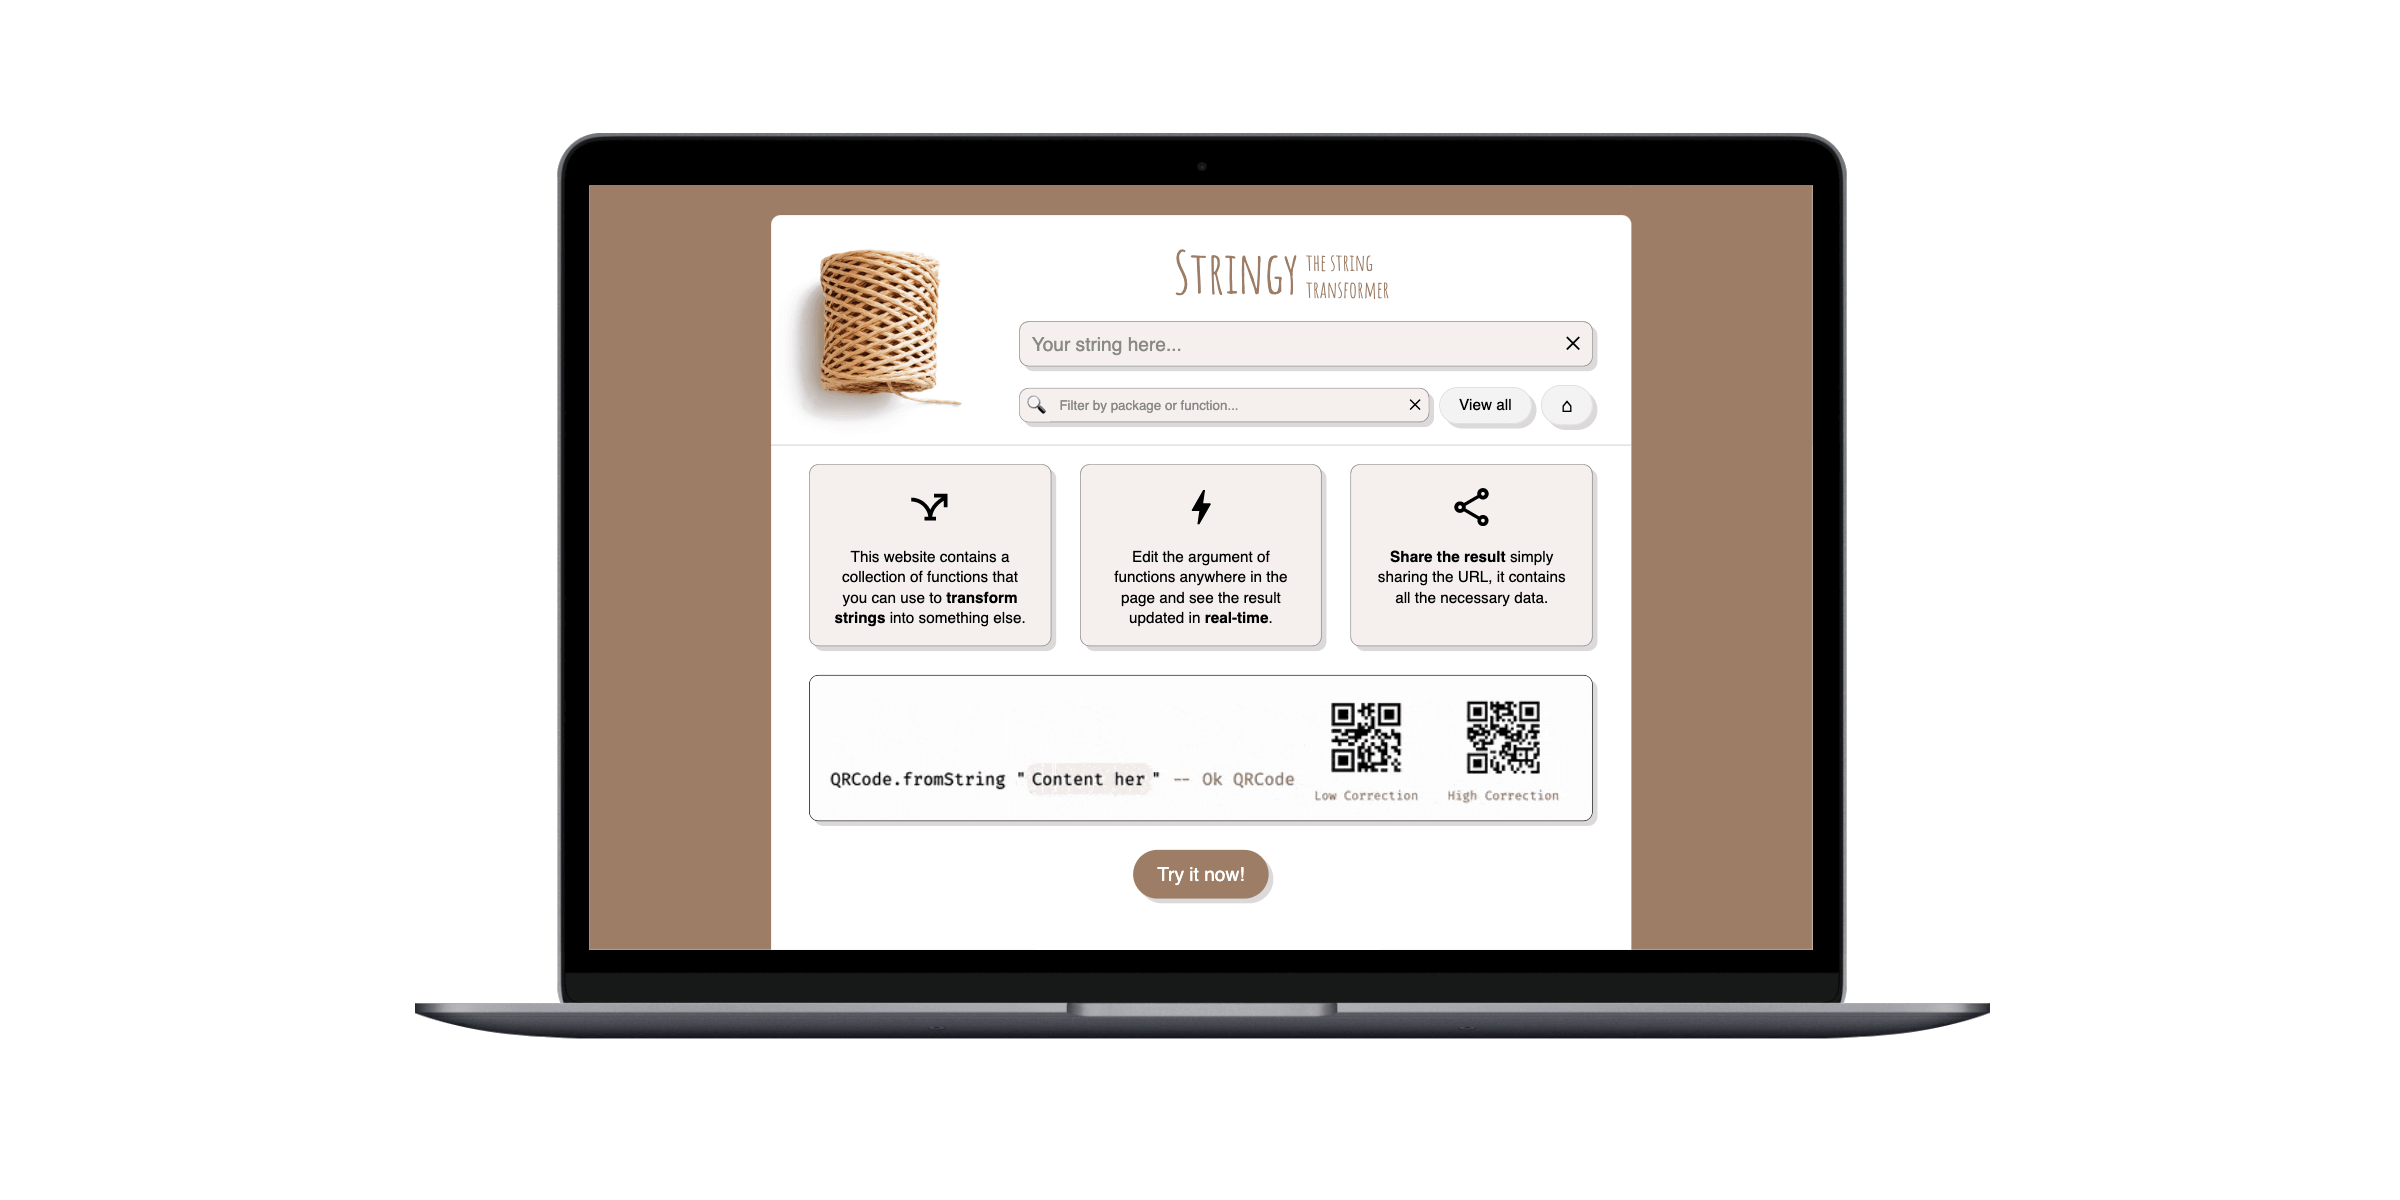 STRINGY THE STRING
TRANSFORMER
Your string here...
Filter by package or function...
View all
This website contains a
collection of functions that
you can use to transform
strings into something else.
Edit the argument of
functions anywhere in the
page and see the result
updated in real-time.
Share the result simply
sharing the URL, it contains
all the necessary data.
QRCode.fromString "Content her" -- Ok QRCode
Low Correction
High Correction
Try it now!